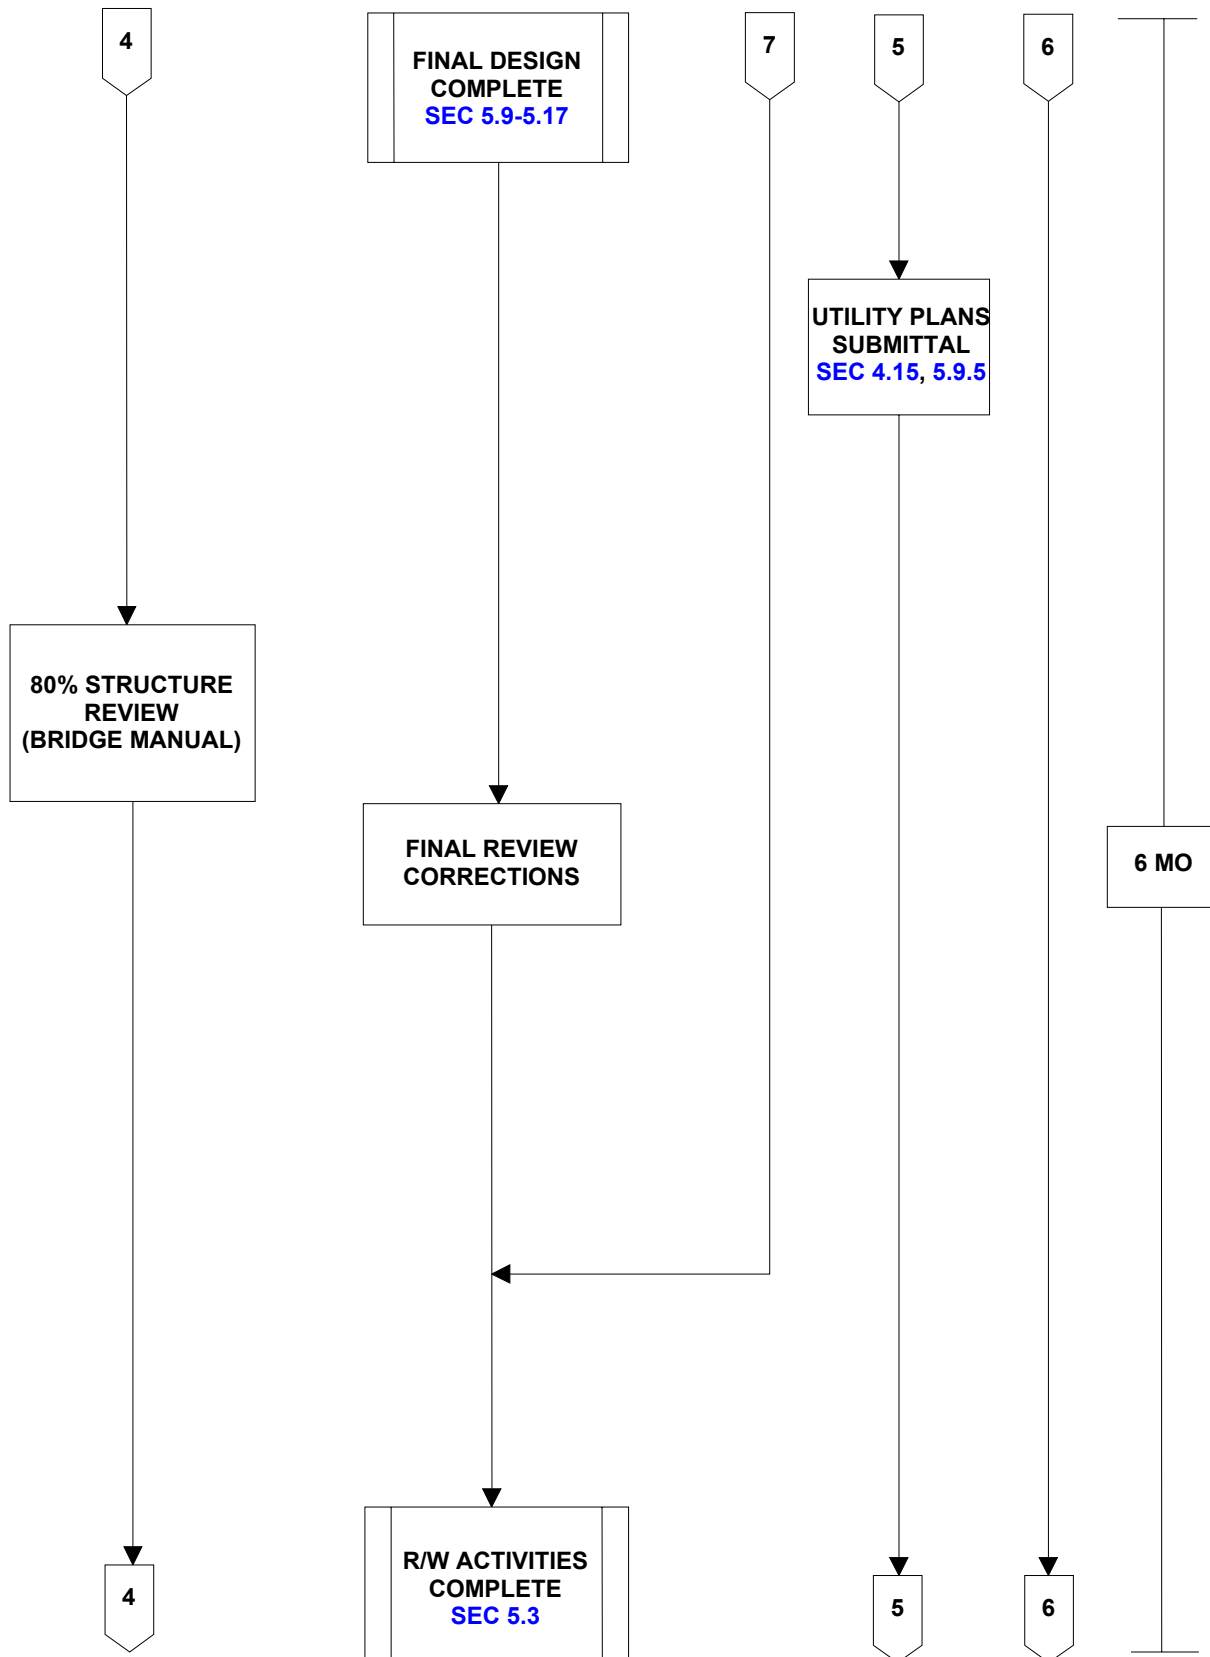 4
FINAL DESIGN
COMPLETE
SEC 5.9-5.17
7
5
6
UTILITY PLANS
SUBMITTAL
SEC 4.15, 5.9.5
80% STRUCTURE
REVIEW
(BRIDGE MANUAL)
FINAL REVIEW
CORRECTIONS
6 MO
4
R/W ACTIVITIES
COMPLETE
SEC 5.3
5
6